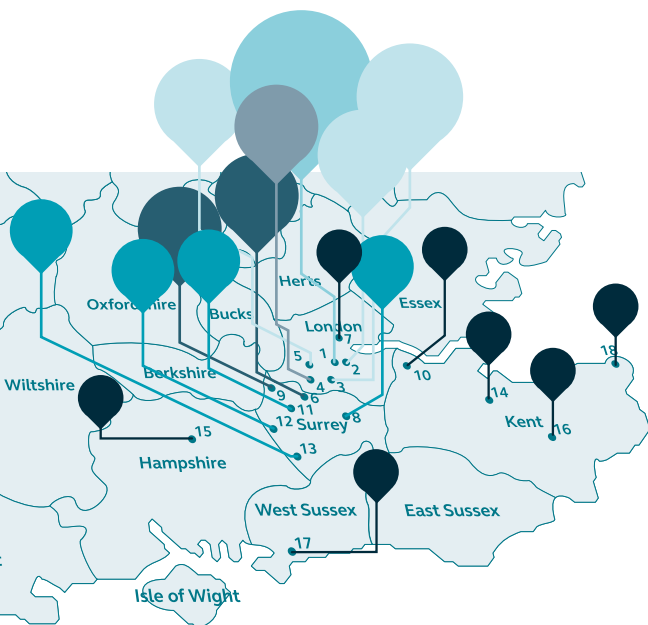 Herts
Oxfordshire
Essex
Bucks
London
7
18
5
1
2
Berkshire
10
Wiltshire
4
3
9
6
14
11
8
12
Surrey
Kent
16
15
13
Hampshire
West Sussex
East Sussex
17
Isle of Wight